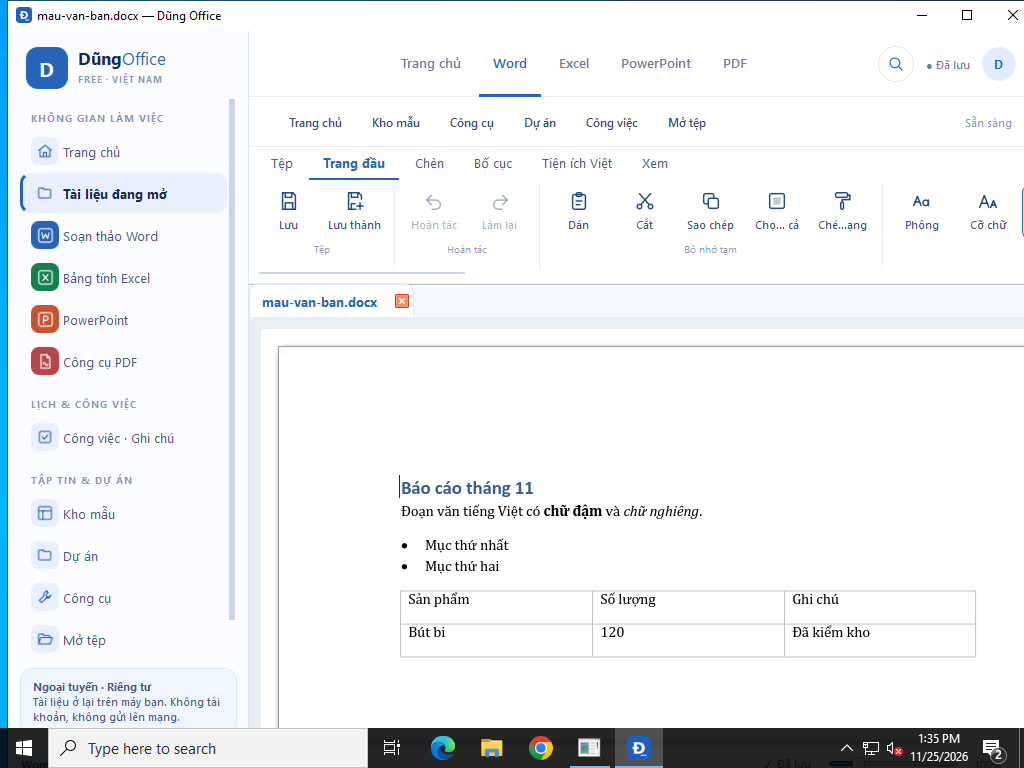 mau-van-ban.docx — Dũng Office
D
DũngOffice
FREE · VIỆT NAM
Trang chủ
Word
Excel
PowerPoint
PDF
Đã lưu
D
KHÔNG GIAN LÀM VIỆC
Trang chủ
Tài liệu đang mở
Soạn thảo Word
Bảng tính Excel
PowerPoint
Công cụ PDF
LỊCH & CÔNG VIỆC
Công việc · Ghi chú
TẬP TIN & DỰ ÁN
Kho mẫu
Dự án
Công cụ
Mở tệp
Ngoại tuyến · Riêng tư
Tài liệu ở lại trên máy bạn. Không tài
khoản, không gửi lên mạng.
Trang chủ
Kho mẫu
Công cụ
Dự án
Công việc
Mở tệp
Sẵn sàng
Tệp
Trang đầu
Chèn
Bố cục
Tiện ích Việt
Xem
Lưu
Lưu thành
Tệp
Hoàn tác
Làm lại
Hoàn tác
Dán
Cắt
Sao chép
Chọ... cả
Ché...ạng
Bộ nhớ tạm
Phông
Cỡ chữ
mau-van-ban.docx
Báo cáo tháng 11
Đoạn văn tiếng Việt có chữ đậm và chữ nghiêng.
• Mục thứ nhất
• Mục thứ hai
Sản phẩm Số lượng Ghi chú
Bút bi 120 Đã kiểm kho
Type here to search
1:35 PM
11/25/2026
2